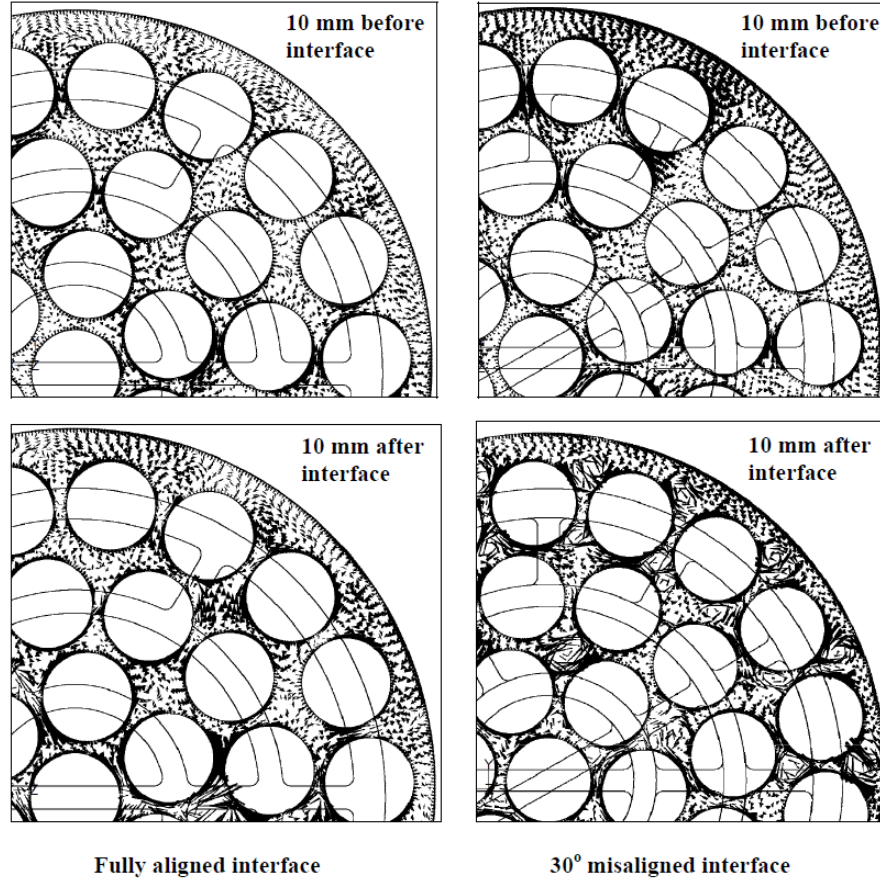 10 mm before
interface
10 mm before
interface
10 mm after
interface
10 mm after
interface
Fully aligned interface
30° misaligned interface